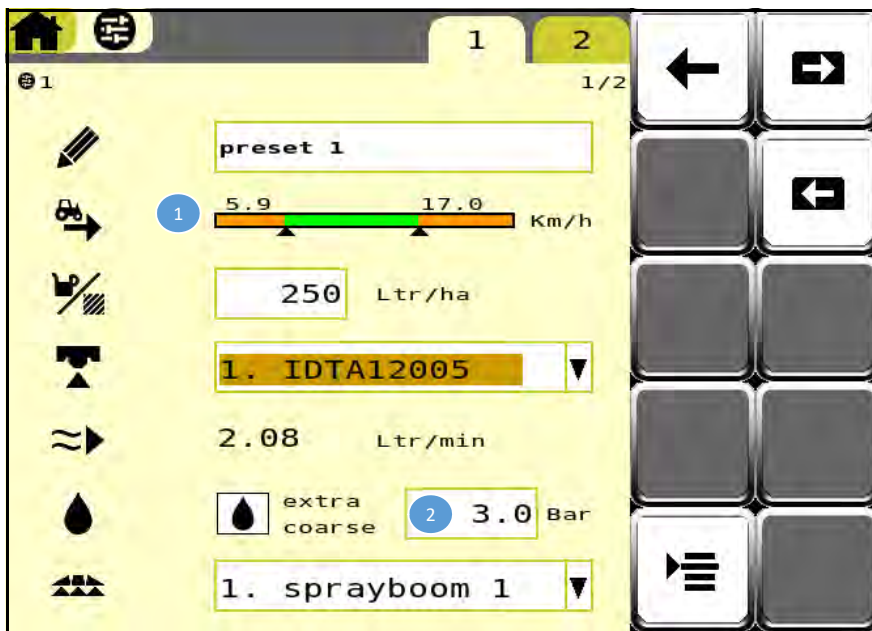 1 2
1 1/2
preset 1
5.9 17.0
1 Km/h
250 Ltr/ha
1. IDTA12005
2.08 Ltr/min
extra
coarse 2 3.0 Bar
1. sprayboom 1